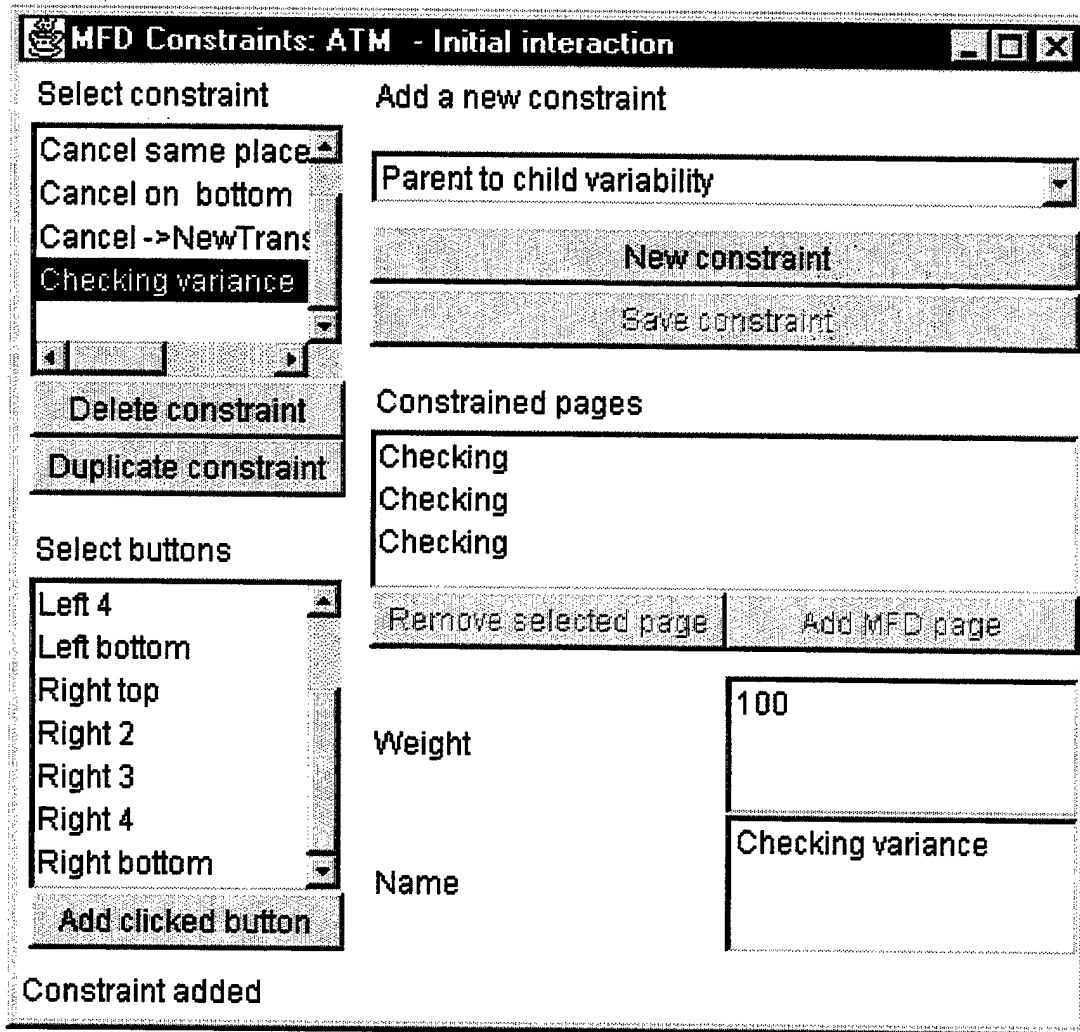 MFD Constraints: ATM - Initial interaction
Select constraint
Cancel same place
Cancel on bottom
Cancel ->NewTrans
Checking variance
Delete constraint
Duplicate constraint
Select buttons
Left 4
Left bottom
Right top
Right 2
Right 3
Right 4
Right bottom
Add clicked button
Add a new constraint
Parent to child variability
New constraint
Save constraint
Constrained pages
Checking
Checking
Checking
Remove selected page
Add MFD page
Weight
100
Name
Checking variance
Constraint added